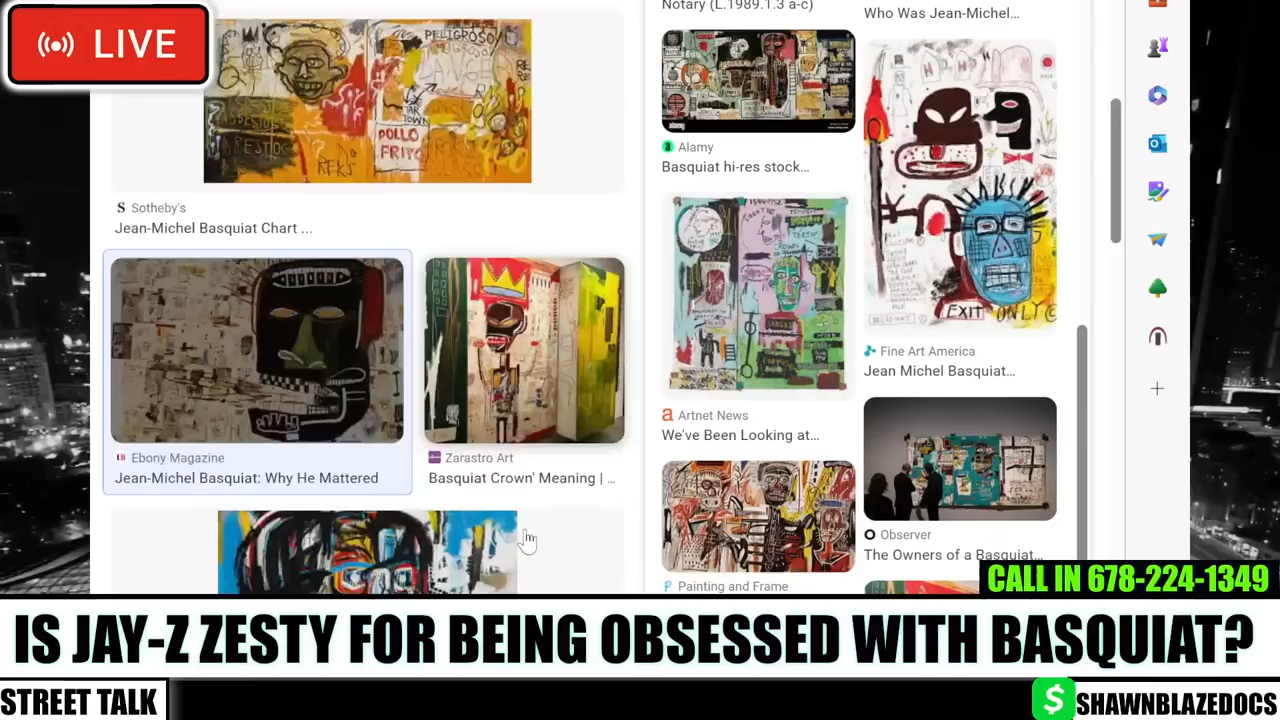 LIVE
PELIGROSO
TAR
TOWN
POLLO
FRITO
Sotheby's
Jean-Michel Basquiat Chart ...
Ebony Magazine
Jean-Michel Basquiat: Why He Mattered
Zarastro Art
Basquiat Crown' Meaning | ...
Notary (L.1989.1.3 a-c)
alamy
Alamy
Basquiat hi-res stock...
Artnet News
We've Been Looking at...
Painting and Frame
Who Was Jean-Michel...
EXIT ONLY
Fine Art America
Jean Michel Basquiat...
Observer
The Owners of a Basquiat...
CALL IN 678-224-1349
IS JAY-Z ZESTY FOR BEING OBSESSED WITH BASQUIAT?
STREET TALK
$ SHAWNBLAZEDOCS